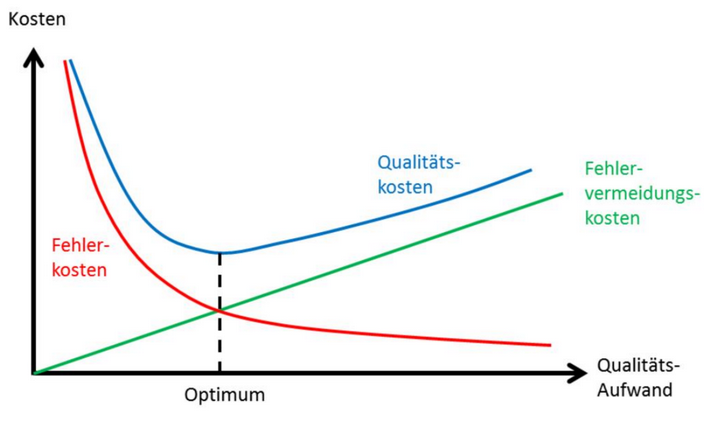 Kosten
Qualitäts-
kosten
Fehler-
vermeidungs-
kosten
Fehler-
kosten
Qualitäts-
Aufwand
Optimum